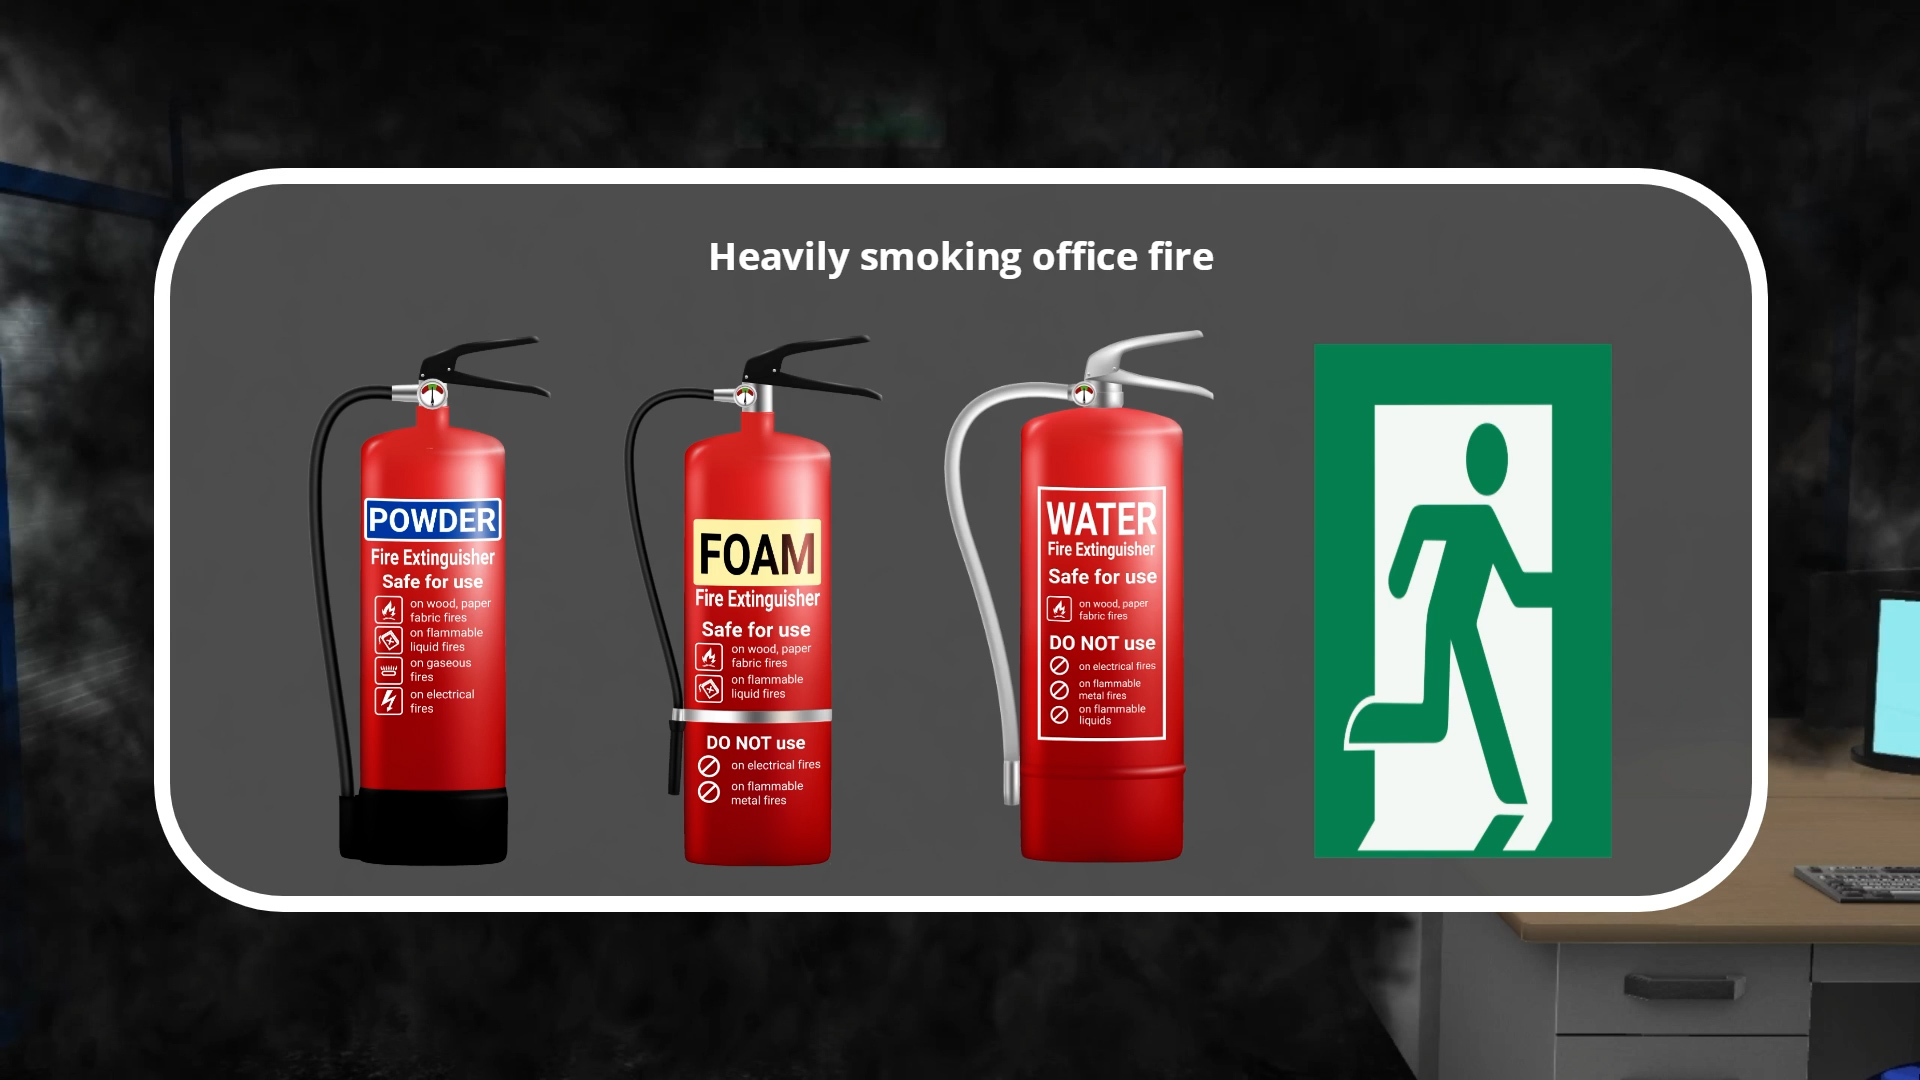 Heavily smoking office fire
POWDER
Fire Extinguisher
Safe for use
on wood, paper
fabric fires
on flammable
liquid fires
on gaseous
fires
on electrical
fires
FOAM
Fire Extinguisher
Safe for use
on wood, paper
fabric fires
on flammable
liquid fires
DO NOT use
on electrical fires
on flammable
metal fires
WATER
Fire Extinguisher
Safe for use
on wood, paper
fabric fires
DO NOT use
on electrical fires
on flammable
metal fires
on flammable
liquids